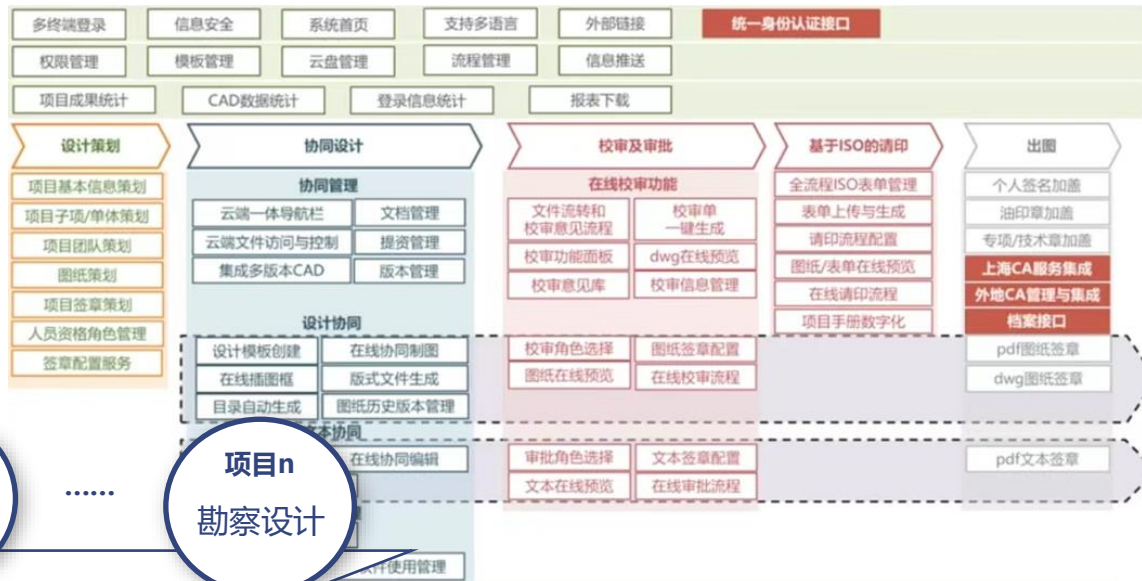 多终端登录 信息安全 系统首页 支持多语言 外部链接 统一身份认证接口
权限管理 模板管理 云盘管理 流程管理 信息推送
项目成果统计 CAD数据统计 登录信息统计 报表下载
设计策划
项目基本信息策划
项目子项/单体策划
项目团队策划
图纸策划
项目签章策划
人员资格角色管理
签章配置服务
协同设计
协同管理
云端一体导航栏 文档管理
云端文件访问与控制 提资管理
集成多版本CAD 版本管理
设计协同
设计模板创建 在线协同制图
在线插图框 版式文件生成
目录自动生成 图纸历史版本管理
本协同
在线协同编辑
件使用管理
校审及审批
在线校审功能
文件流转和
校审意见流程
校审单
一键生成
校审功能面板 dwg在线预览
校审意见库 校审信息管理
校审角色选择 图纸签章配置
图纸在线预览 在线校审流程
审批角色选择 文本签章配置
文本在线预览 在线审批流程
基于ISO的请印
全流程ISO表单管理
表单上传与生成
请印流程配置
图纸/表单在线预览
在线请印流程
项目手册数字化
出图
个人签名加盖
油印章加盖
专项/技术章加盖
上海CA服务集成
外地CA管理与集成
档案接口
pdf图纸签章
dwg图纸签章
pdf文本签章
……
项目n
勘察设计